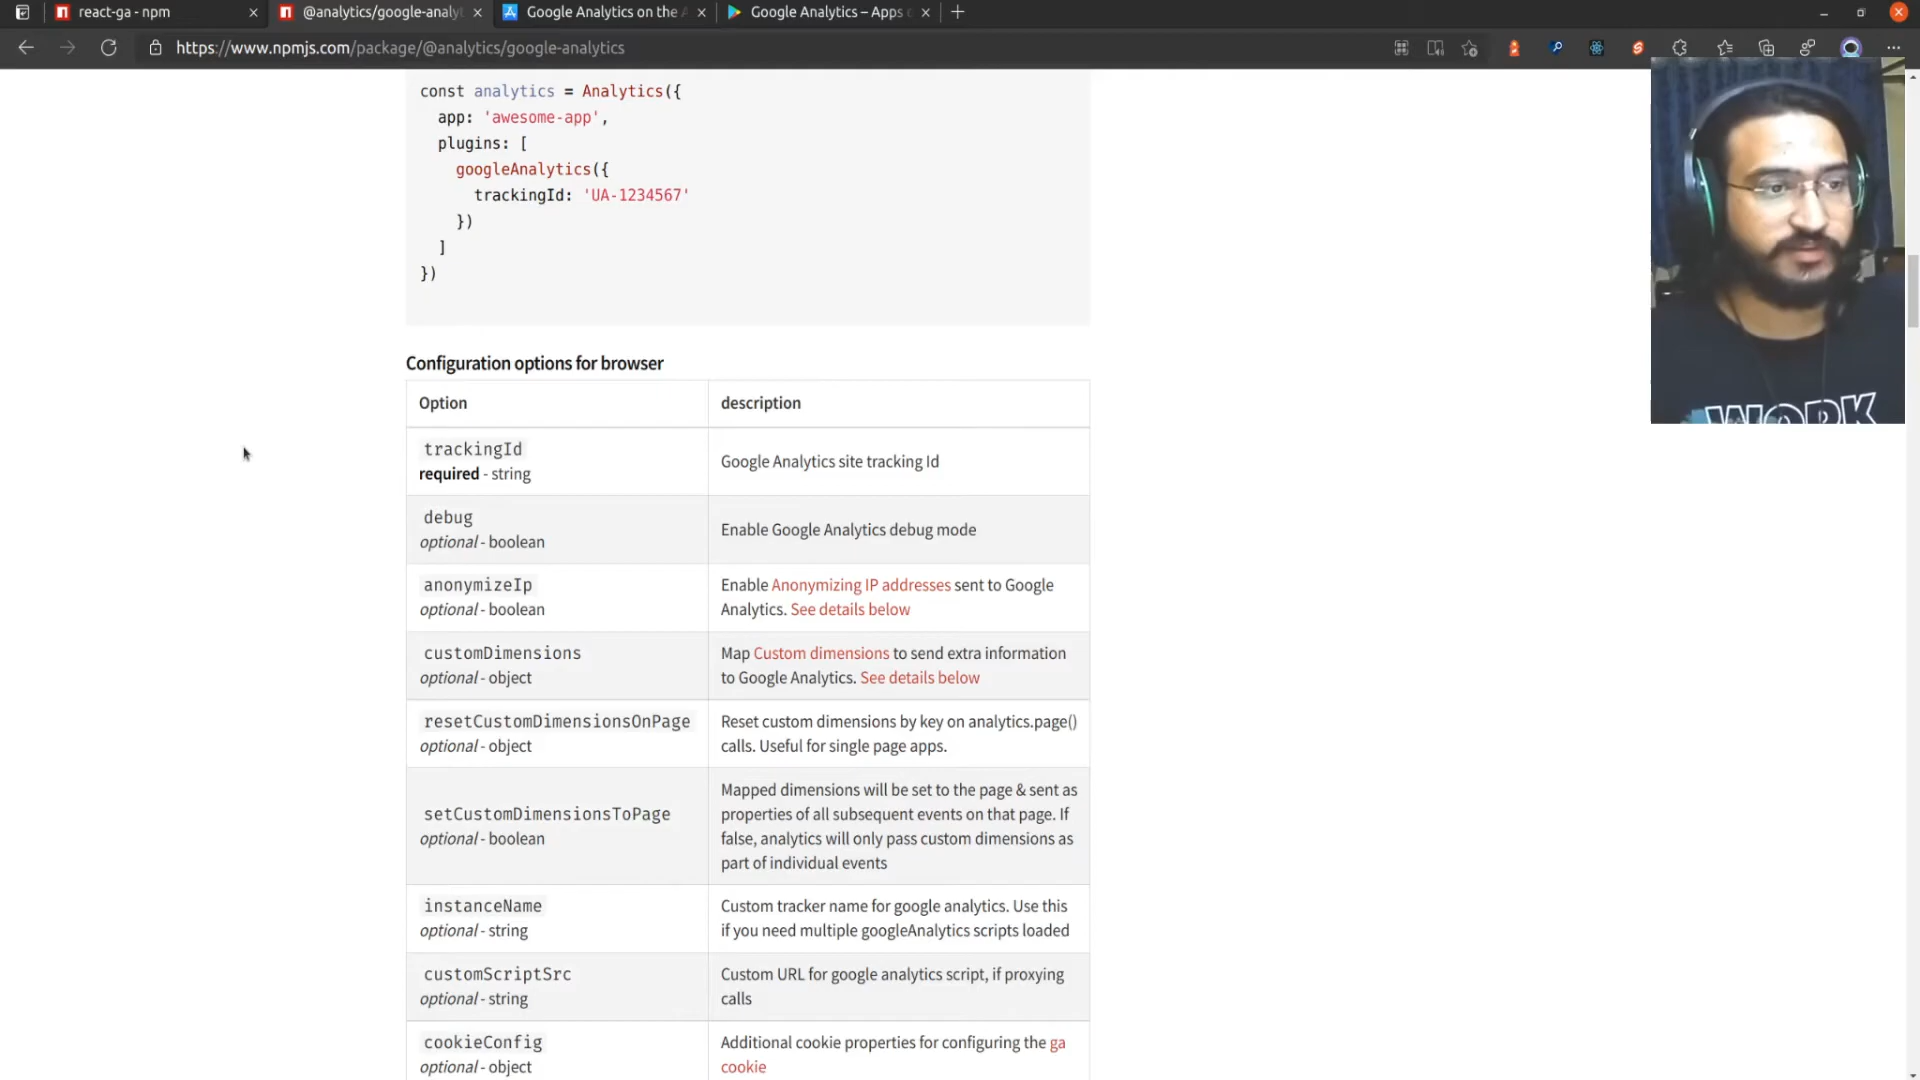 react-ga - npm
@analytics/google-analyt
Google Analytics on the A
Google Analytics – Apps o
https://www.npmjs.com/package/@analytics/google-analytics
const analytics = Analytics({
app: 'awesome-app',
plugins: [
googleAnalytics({
trackingId: 'UA-1234567'
})
]
})
Configuration options for browser
Option description
trackingId
required - string
Google Analytics site tracking Id
debug
optional - boolean
Enable Google Analytics debug mode
anonymizeIp
optional - boolean
Enable Anonymizing IP addresses sent to Google
Analytics. See details below
customDimensions
optional - object
Map Custom dimensions to send extra information
to Google Analytics. See details below
resetCustomDimensionsOnPage
optional - object
Reset custom dimensions by key on analytics.page()
calls. Useful for single page apps.
setCustomDimensionsToPage
optional - boolean
Mapped dimensions will be set to the page & sent as
properties of all subsequent events on that page. If
false, analytics will only pass custom dimensions as
part of individual events
instanceName
optional - string
Custom tracker name for google analytics. Use this
if you need multiple googleAnalytics scripts loaded
customScriptSrc
optional - string
Custom URL for google analytics script, if proxying
calls
cookieConfig
optional - object
Additional cookie properties for configuring the ga
cookie
WORK